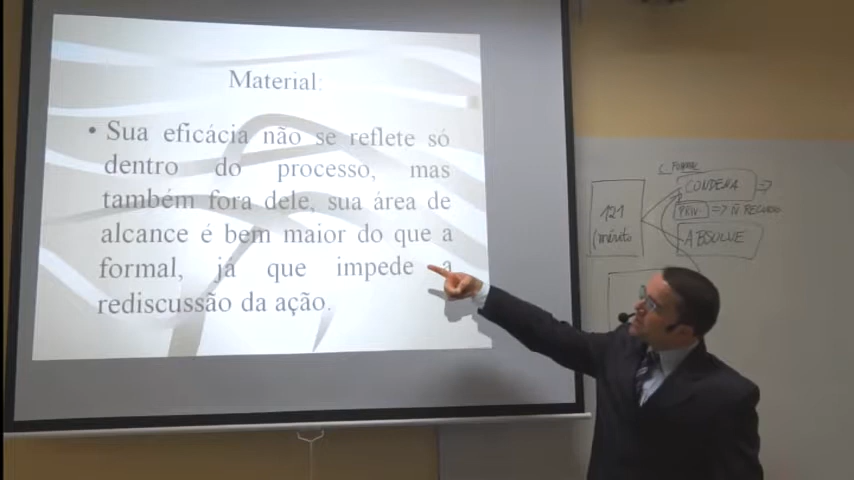 Material:
• Sua eficácia não se reflete só
dentro do processo, mas
também fora dele, sua área de
alcance é bem maior do que a
formal, já que impede a
rediscussão da ação.
C. FORMAL
CONDENA =>
121
(mérito
PRIV. => Ñ RECURSO
ABSOLVE